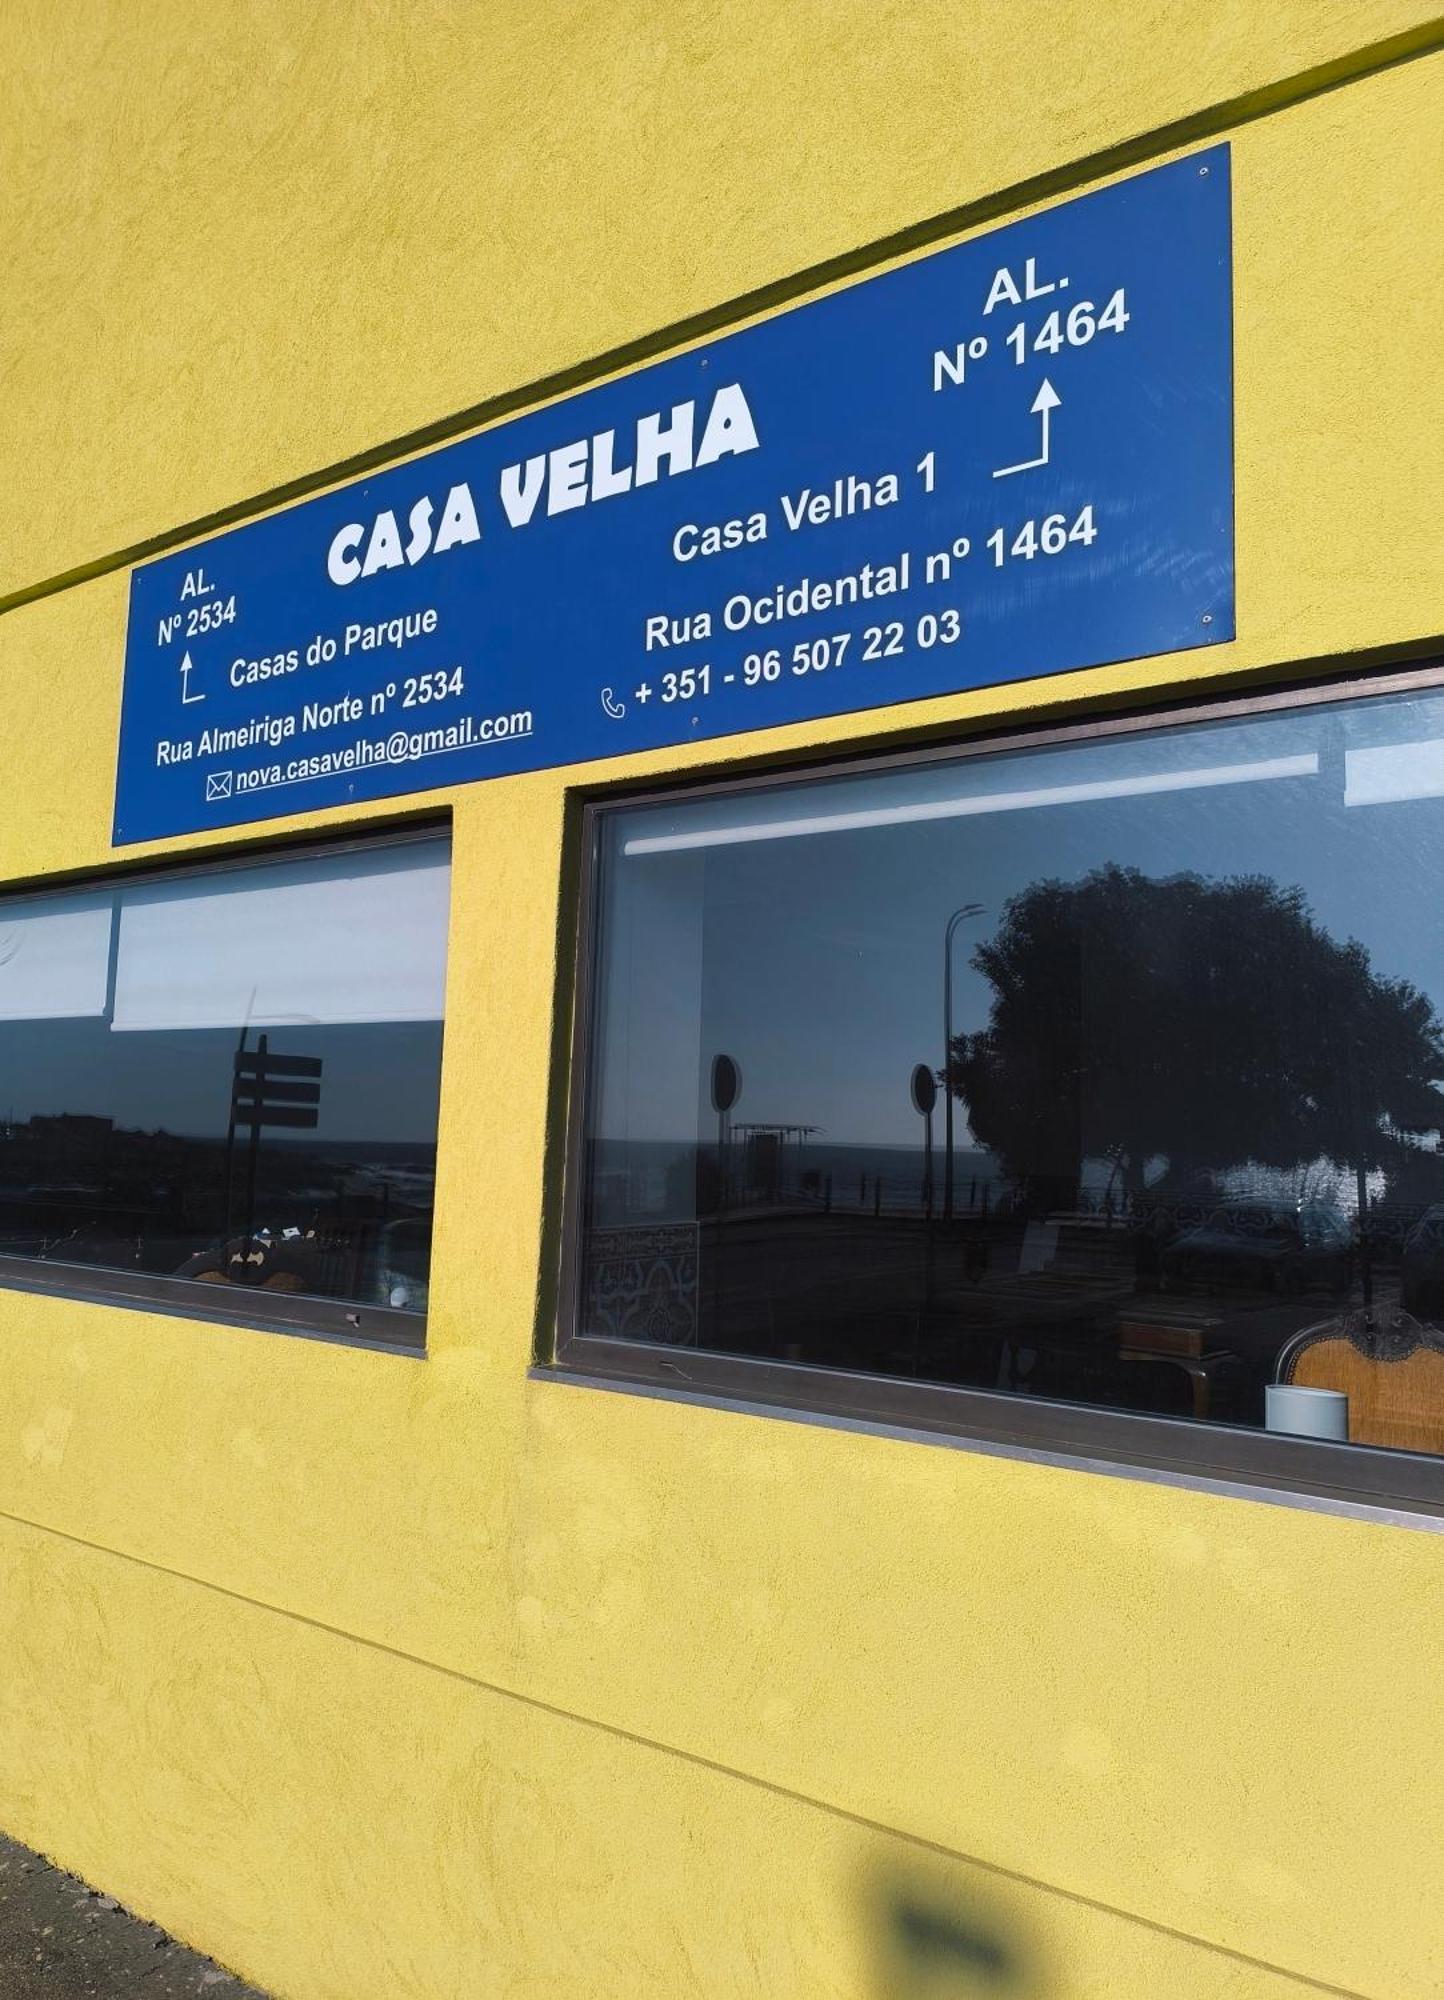 CASA VELHA
AL.
Nº 2534
Casas do Parque
Rua Almeiriga Norte nº 2534
nova.casavelha@gmail.com
AL.
Nº 1464
Casa Velha 1
Rua Ocidental nº 1464
+ 351 - 96 507 22 03